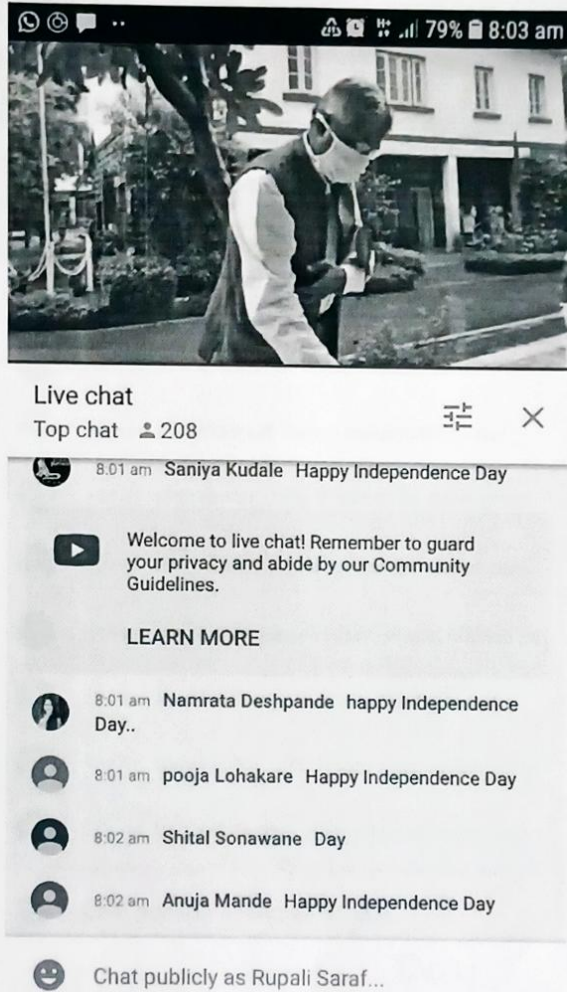 H+ 79% 8:03 am
Live chat
Top chat 208
8.01 am Saniya Kudale Happy Independence Day
Welcome to live chat! Remember to guard
your privacy and abide by our Community
Guidelines.
LEARN MORE
8:01 am Namrata Deshpande happy Independence
Day..
8:01 am pooja Lohakare Happy Independence Day
8:02 am Shital Sonawane Day
8:02 am Anuja Mande Happy Independence Day
Chat publicly as Rupali Saraf...